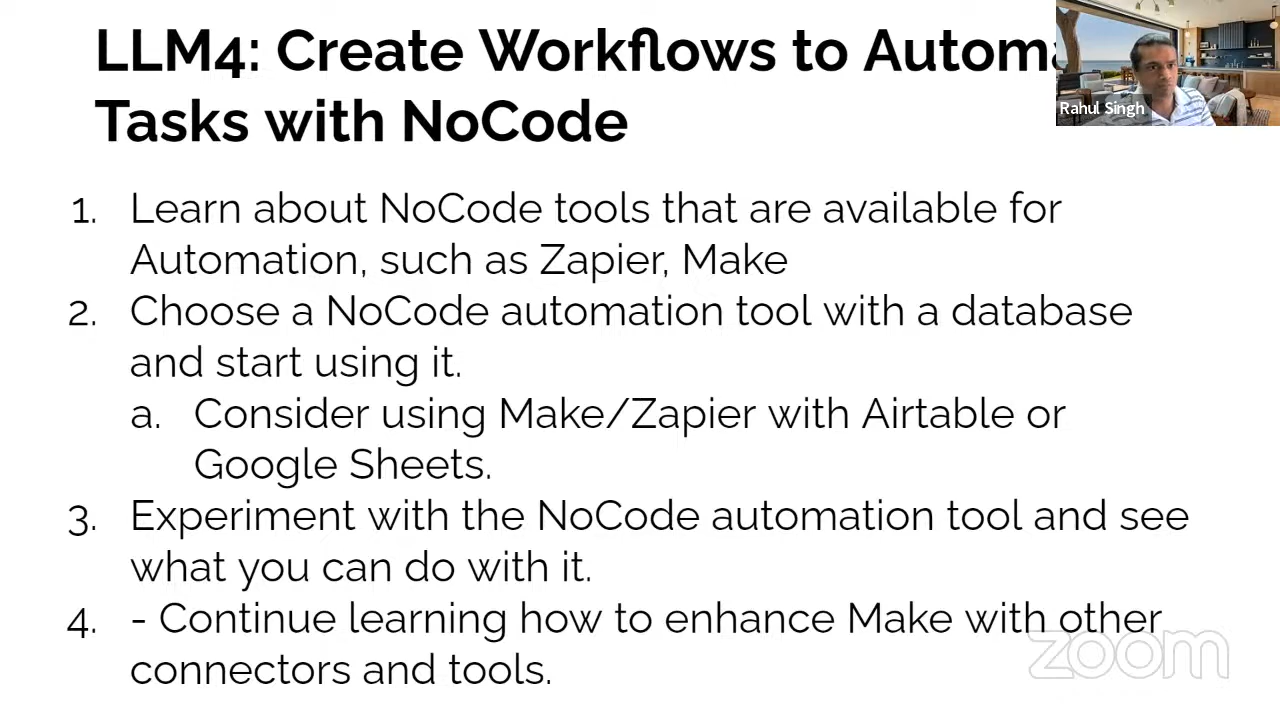 LLM4: Create Workflows to Automa
Tasks with NoCode
Rahul Singh
1. Learn about NoCode tools that are available for
Automation, such as Zapier, Make
2. Choose a NoCode automation tool with a database
and start using it.
a. Consider using Make/Zapier with Airtable or
Google Sheets.
3. Experiment with the NoCode automation tool and see
what you can do with it.
4. - Continue learning how to enhance Make with other
connectors and tools.
zoom